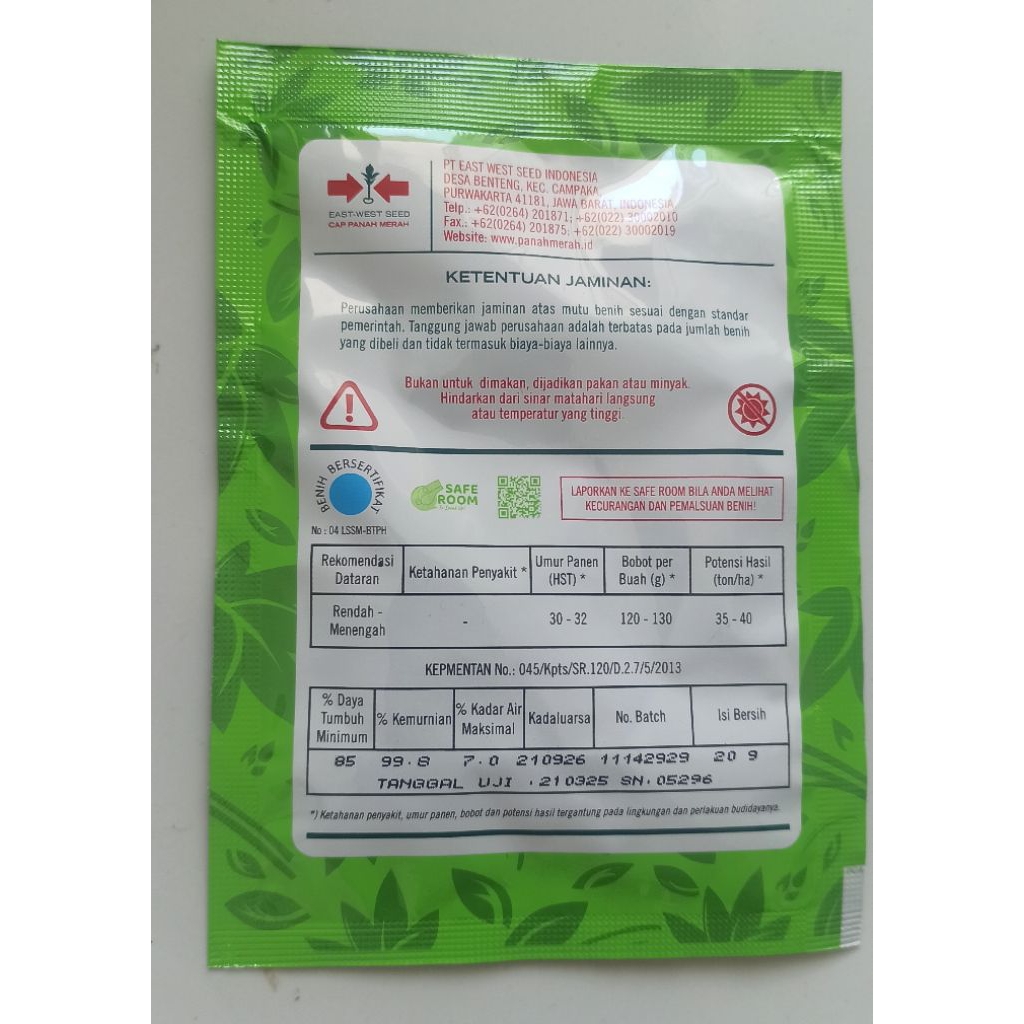 EAST-WEST SEED
CAP PANAH MERAH
PT EAST WEST SEED INDONESIA
DESA BENTENG, KEC. CAMPAKA
PURWAKARTA 41181, JAWA BARAT, INDONESIA
Telp.: +62(0264) 201871; +62(022) 30002010
Fax.: +62(0264) 201875; +62(022) 30002019
Website: www.panahmerah.id
KETENTUAN JAMINAN:
Perusahaan memberikan jaminan atas mutu benih sesuai dengan standar
pemerintah. Tanggung jawab perusahaan adalah terbatas pada jumlah benih
yang dibeli dan tidak termasuk biaya-biaya lainnya.
Bukan untuk dimakan, dijadikan pakan atau minyak.
Hindarkan dari sinar matahari langsung
atau temperatur yang tinggi.
BENIH BERSERTIFIKAT
No : 04 LSSM-BTPH
SAFE
ROOM
LAPORKAN KE SAFE ROOM BILA ANDA MELIHAT
KECURANGAN DAN PEMALSUAN BENIH!
Rekomendasi Dataran Ketahanan Penyakit * Umur Panen (HST) * Bobot per Buah (g) * Potensi Hasil (ton/ha) *
Rendah - Menengah - 30 - 32 120 - 130 35 - 40
KEPMENTAN No.: 045/Kpts/SR.120/D.2.7/5/2013
% Daya Tumbuh Minimum % Kemurnian % Kadar Air Maksimal Kadaluarsa No. Batch Isi Bersih
85 99.8 7.0 210926 11142929 20 g
TANGGAL UJI .210325 SN.05296
*) Ketahanan penyakit, umur panen, bobot dan potensi hasil tergantung pada lingkungan dan perlakuan budidayanya.